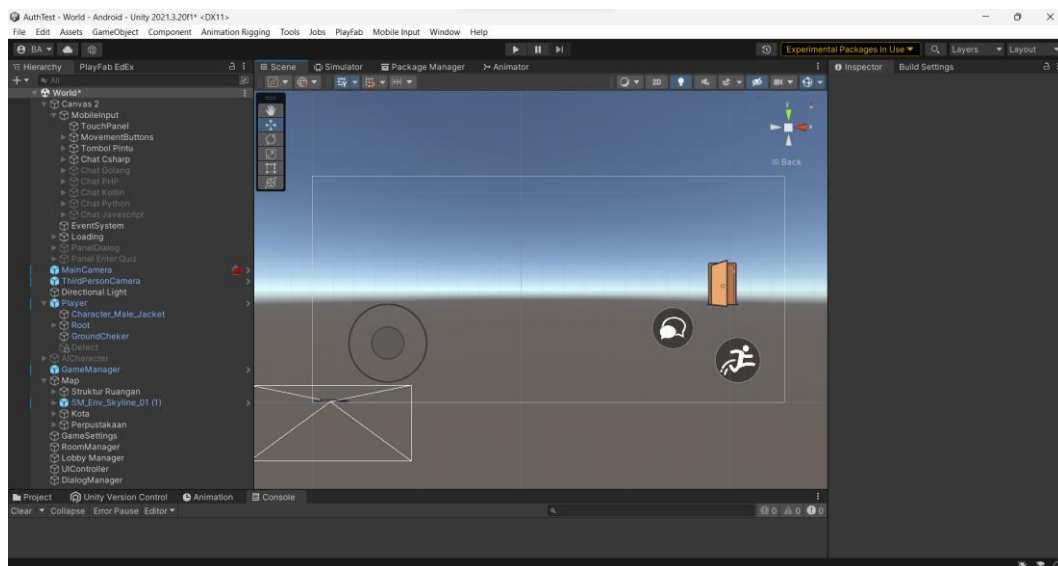 AuthTest - World - Android - Unity 2021.3.20f1* <DX11>
File Edit Assets GameObject Component Animation Rigging Tools Jobs PlayFab Mobile Input Window Help
BA Experimental Packages In Use Layers Layout
Hierarchy PlayFab EdEx Scene Simulator Package Manager Animator Inspector Build Settings
All 2D
World*
Canvas 2
MobileInput
TouchPanel
MovementButtons
Tombol Pintu
Chat Csharp
Chat Golang
Chat PHP
Chat Kotlin
Chat Python
Chat Javascript
EventSystem
Loading
PanelDialog
Panel Enter Quiz
MainCamera
ThirdPersonCamera
Directional Light
Player
Character_Male_Jacket
Root
GroundCheker
Detect
AICharacter
GameManager
Map
Struktur Ruangan
SM_Env_Skyline_01 (1)
Kota
Perpustakaan
GameSettings
RoomManager
Lobby Manager
UIController
DialogManager
y
x
Back
Project Unity Version Control Animation Console
Clear Collapse Error Pause Editor 0 0 0